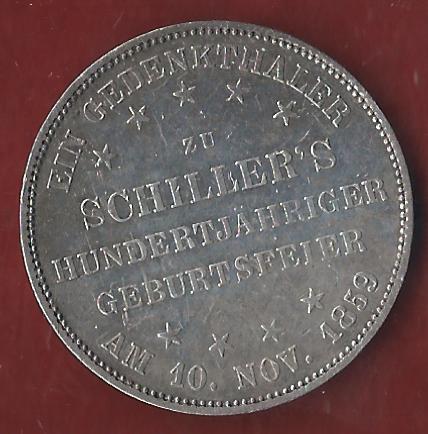 EIN GEDENKTHALER
ZU
SCHILLER'S
HUNDERTJÄHRIGER
GEBURTSFEIER
AM 10. NOV. 1859